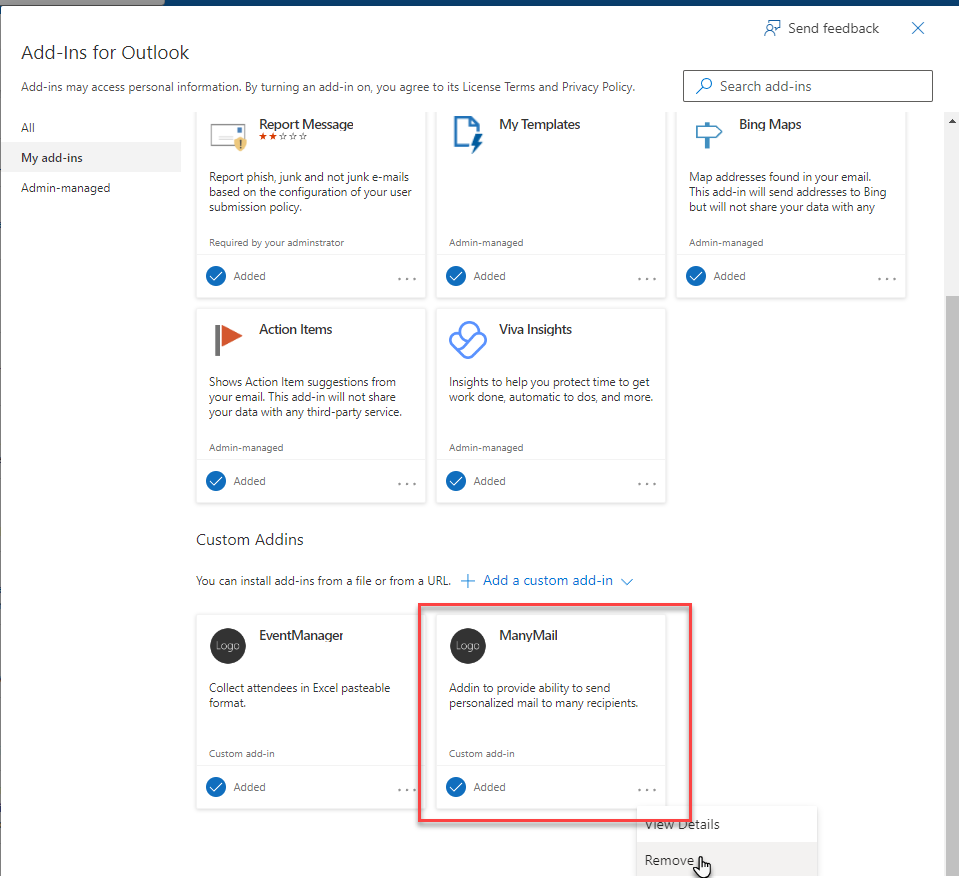 Send feedback
Add-Ins for Outlook
Add-ins may access personal information. By turning an add-in on, you agree to its License Terms and Privacy Policy.
Search add-ins
All
My add-ins
Admin-managed
Report Message
Report phish, junk and not junk e-mails
based on the configuration of your user
submission policy.
Required by your adminstrator
Added
My Templates
Admin-managed
Added
Bing Maps
Map addresses found in your email.
This add-in will send addresses to Bing
but will not share your data with any
Admin-managed
Added
Action Items
Shows Action Item suggestions from
your email. This add-in will not share
your data with any third-party service.
Admin-managed
Added
Viva Insights
Insights to help you protect time to get
work done, automatic to dos, and more.
Admin-managed
Added
Custom Addins
You can install add-ins from a file or from a URL. + Add a custom add-in
Logo
EventManager
Collect attendees in Excel pasteable
format.
Custom add-in
Added
Logo
ManyMail
Addin to provide ability to send
personalized mail to many recipients.
Custom add-in
Added
View Details
Remove